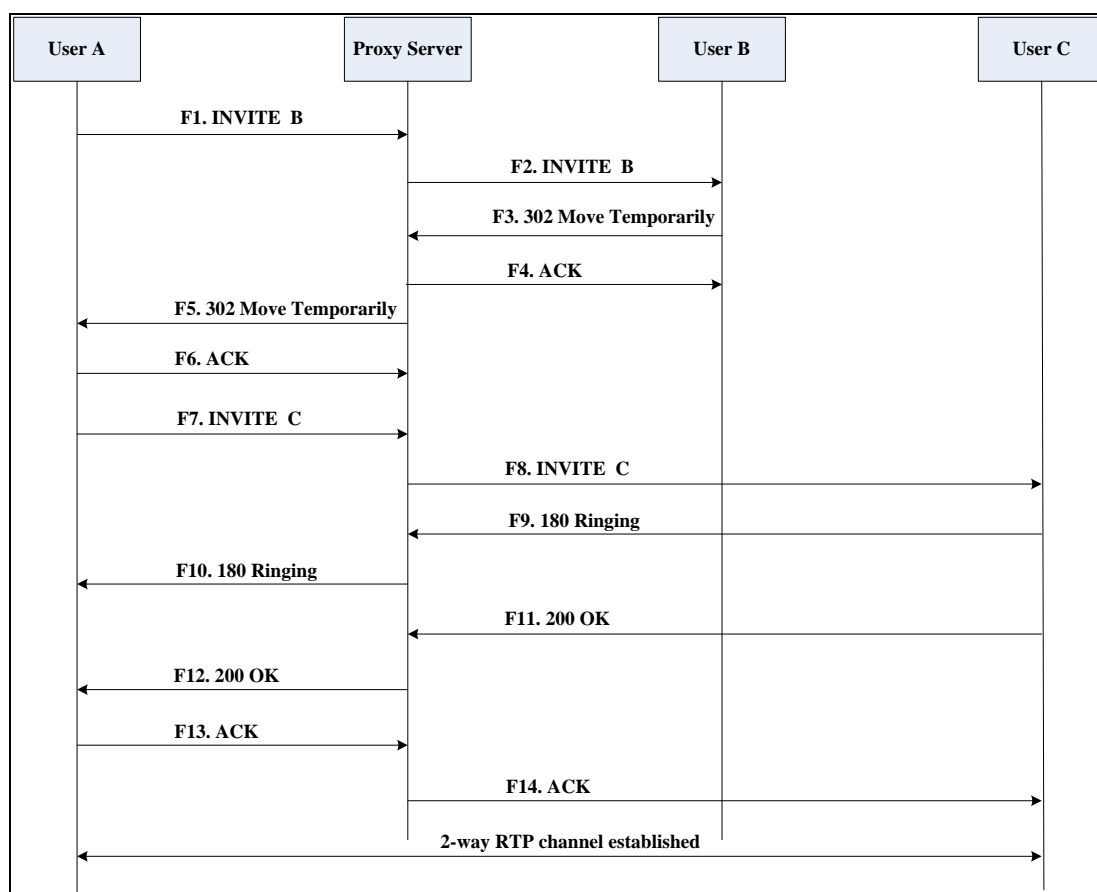 User A
Proxy Server
User B
User C
F1. INVITE B
F2. INVITE B
F3. 302 Move Temporarily
F4. ACK
F5. 302 Move Temporarily
F6. ACK
F7. INVITE C
F8. INVITE C
F9. 180 Ringing
F10. 180 Ringing
F11. 200 OK
F12. 200 OK
F13. ACK
F14. ACK
2-way RTP channel established